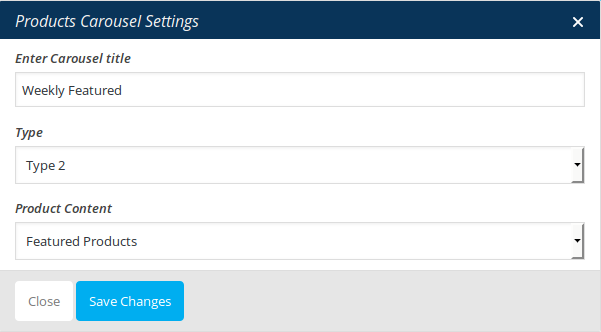 Products Carousel Settings
Enter Carousel title
Weekly Featured
Type
Type 2
Product Content
Featured Products
Close Save Changes